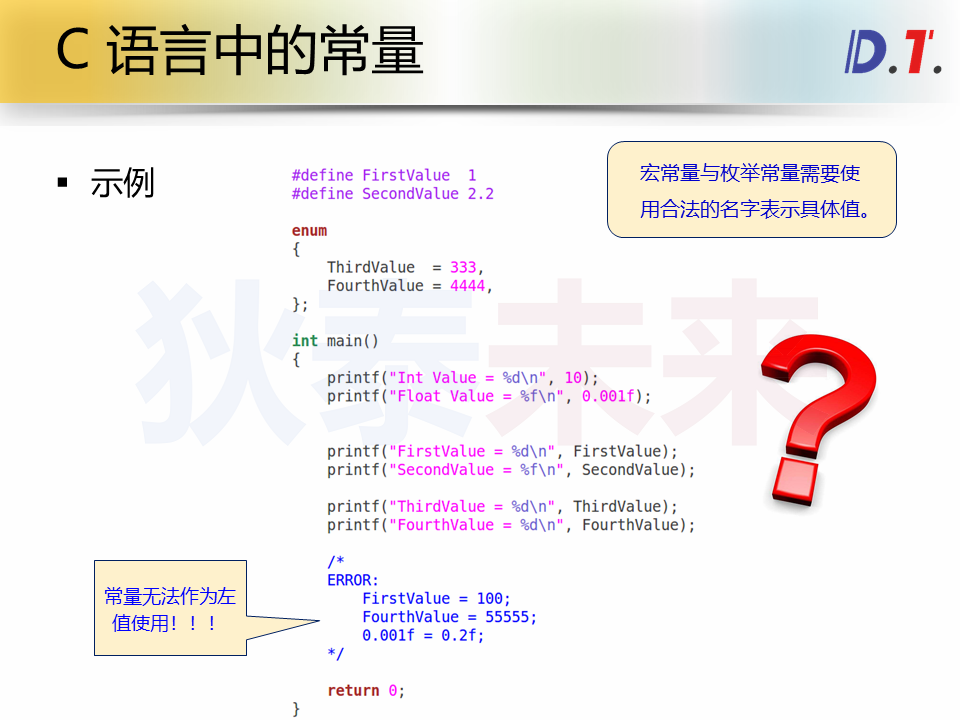 C 语言中的常量
D.T.
▪ 示例
宏常量与枚举常量需要使
用合法的名字表示具体值。
#define FirstValue  1
#define SecondValue 2.2
enum
{
    ThirdValue  = 333,
    FourthValue = 4444,
};
int main()
{
    printf("Int Value = %d\n", 10);
    printf("Float Value = %f\n", 0.001f);
    printf("FirstValue = %d\n", FirstValue);
    printf("SecondValue = %f\n", SecondValue);
    printf("ThirdValue = %d\n", ThirdValue);
    printf("FourthValue = %d\n", FourthValue);
    /*
    ERROR:
        FirstValue = 100;
        FourthValue = 55555;
        0.001f = 0.2f;
    */
    return 0;
}
常量无法作为左
值使用！！！
狄泰未来